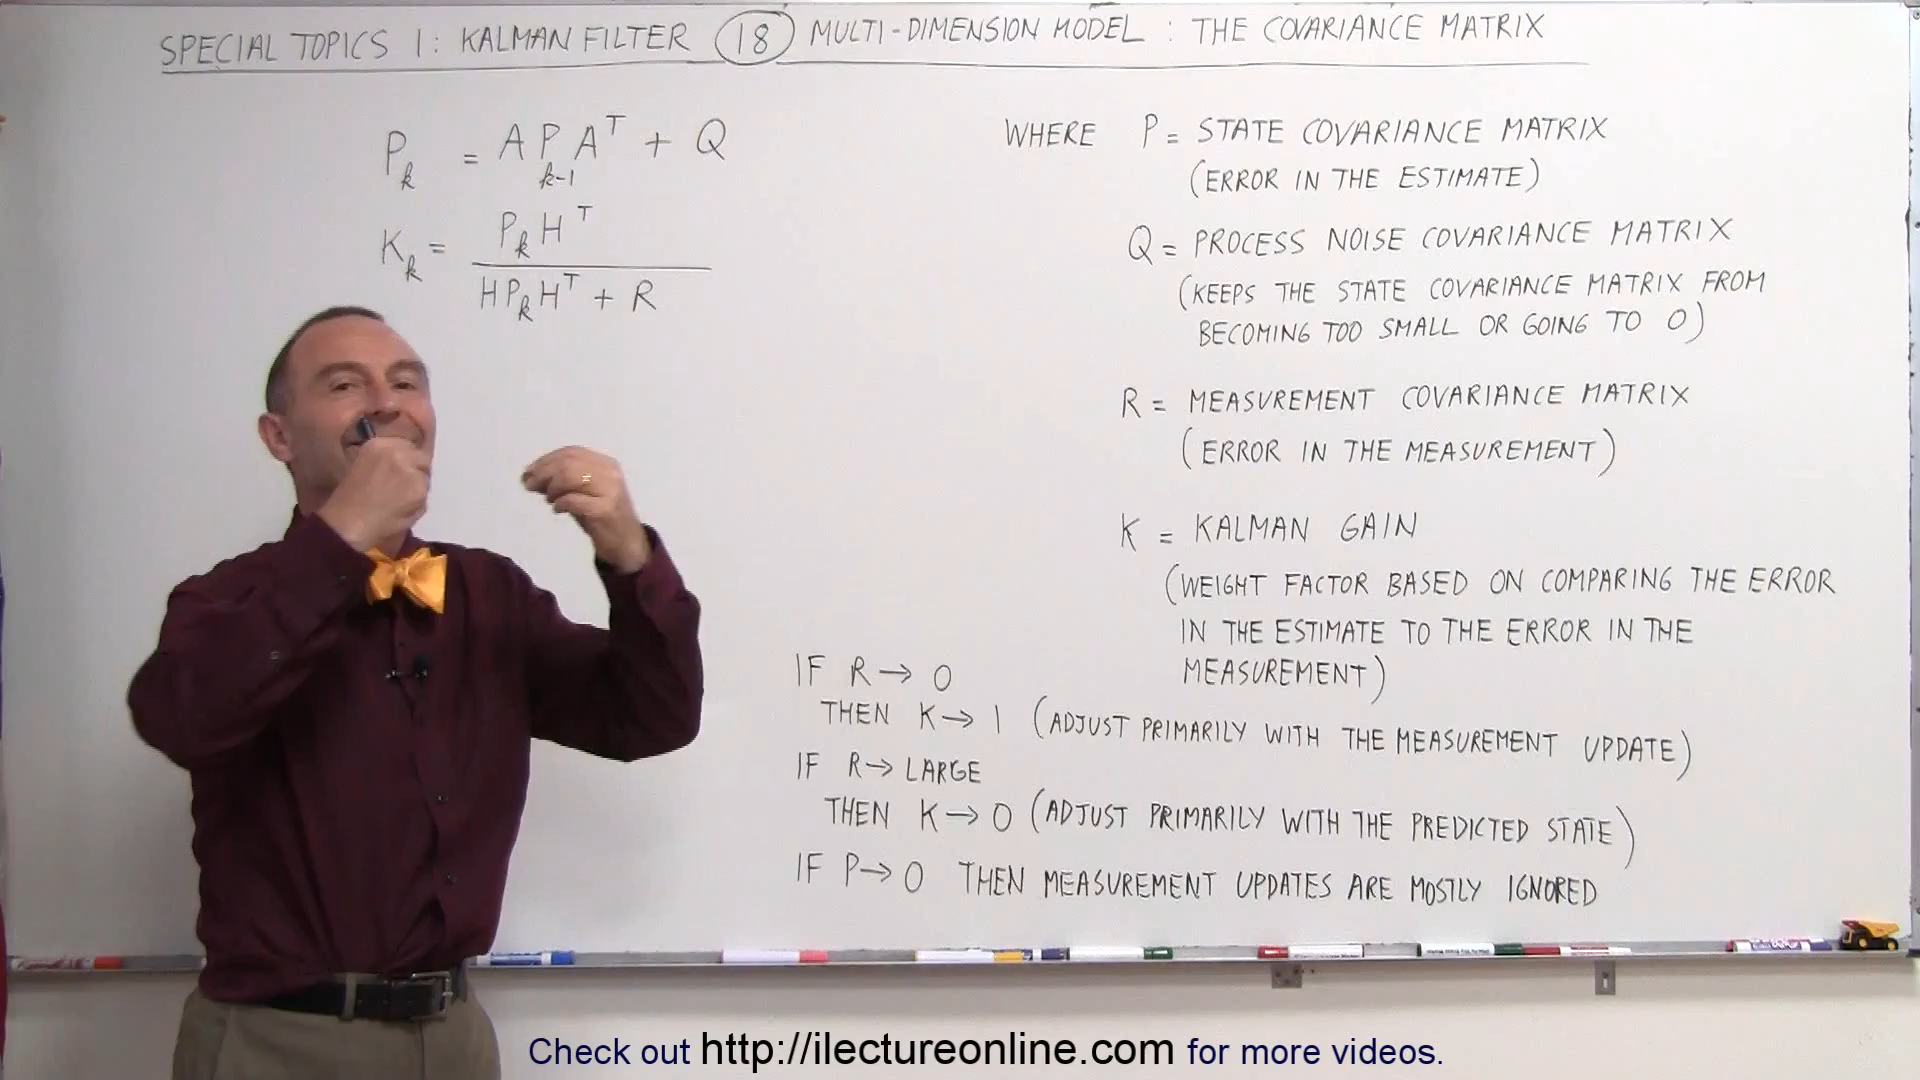 SPECIAL TOPICS 1: KALMAN FILTER 18 MULTI-DIMENSION MODEL : THE COVARIANCE MATRIX
P_k = A P_{k-1} A^T + Q
K_k = P_k H^T / (H P_k H^T + R)
WHERE P = STATE COVARIANCE MATRIX
(ERROR IN THE ESTIMATE)
Q = PROCESS NOISE COVARIANCE MATRIX
(KEEPS THE STATE COVARIANCE MATRIX FROM
BECOMING TOO SMALL OR GOING TO 0)
R = MEASUREMENT COVARIANCE MATRIX
(ERROR IN THE MEASUREMENT)
K = KALMAN GAIN
(WEIGHT FACTOR BASED ON COMPARING THE ERROR
IN THE ESTIMATE TO THE ERROR IN THE
MEASUREMENT)
IF R → 0
THEN K → 1 (ADJUST PRIMARILY WITH THE MEASUREMENT UPDATE)
IF R → LARGE
THEN K → 0 (ADJUST PRIMARILY WITH THE PREDICTED STATE)
IF P → 0 THEN MEASUREMENT UPDATES ARE MOSTLY IGNORED
Check out http://ilectureonline.com for more videos.